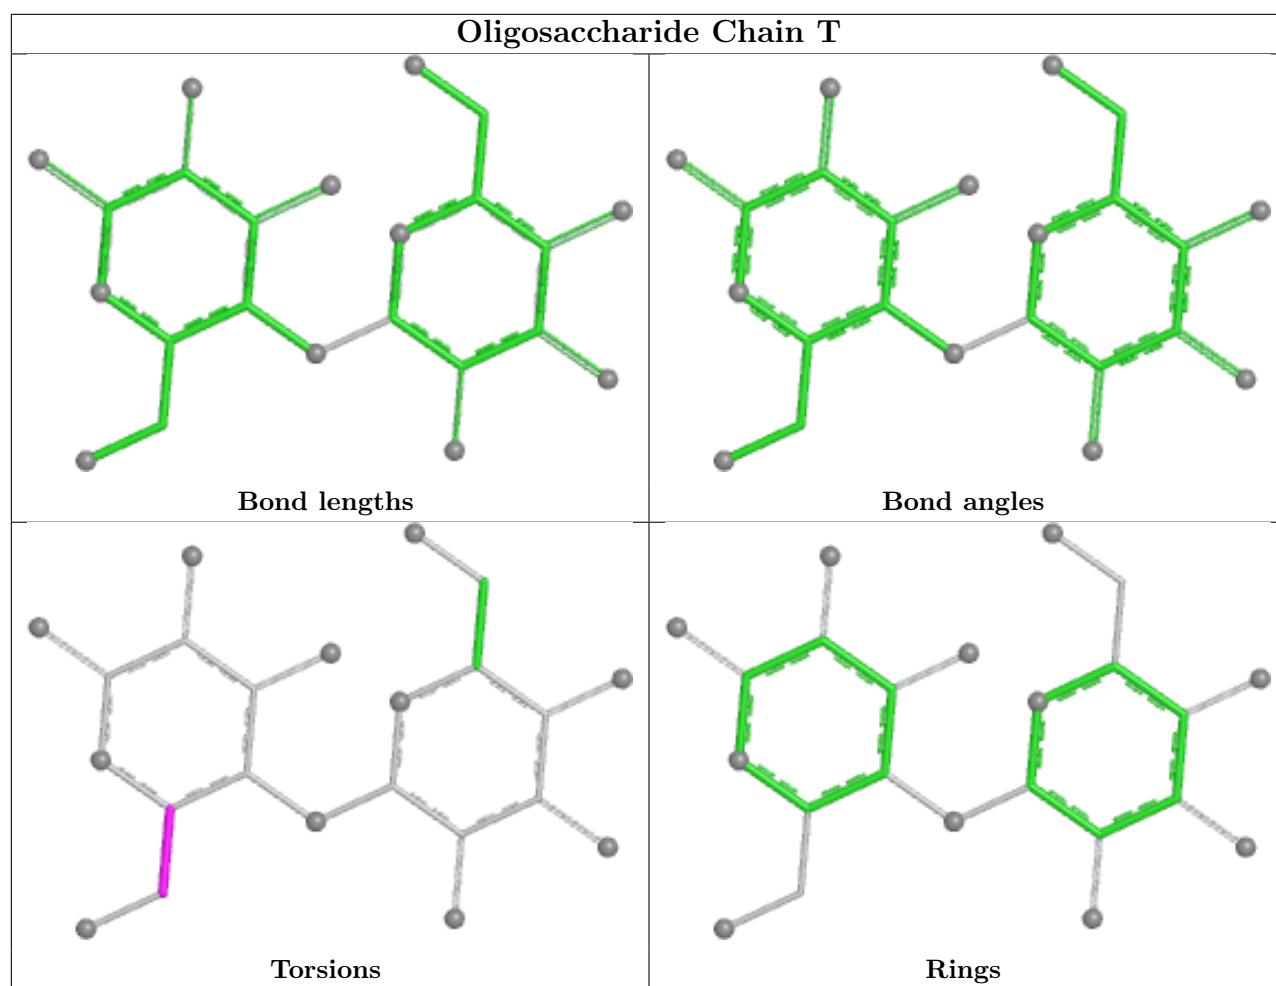 Oligosaccharide Chain T
Bond lengths
Bond angles
Torsions
Rings